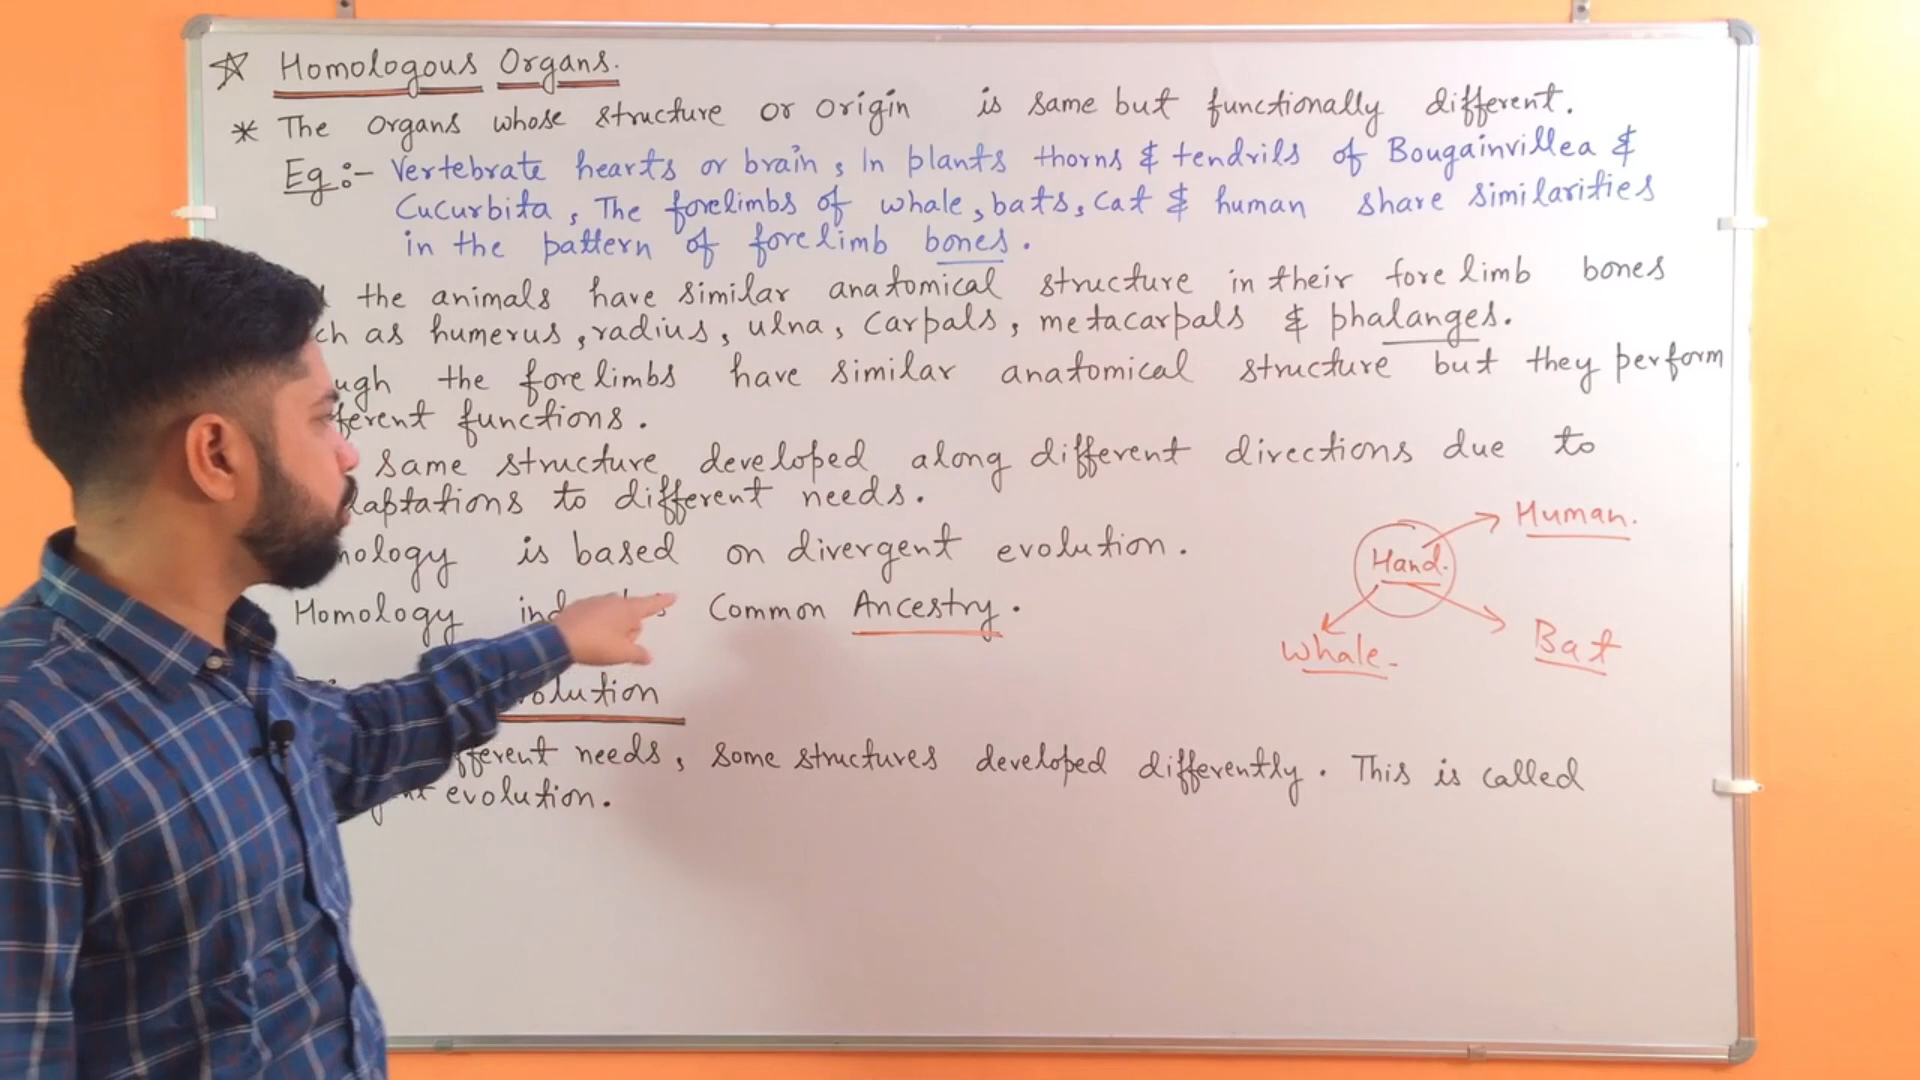 Homologous Organs.
* The Organs whose structure or origin is same but functionally different.
Eg:- Vertebrate hearts or brain, In plants thorns & tendrils of Bougainvillea &
Cucurbita, The forelimbs of whale, bats, Cat & human share similarities
in the pattern of forelimb bones.
the animals have similar anatomical structure in their forelimb bones
as humerus, radius, ulna, Carpals, metacarpals & phalanges.
the forelimbs have similar anatomical structure but they perform
functions.
same structure developed along different directions due to
to different needs.
is based on divergent evolution.
Homology Common Ancestry.
Hand.
Human.
Whale.
Bat
needs, some structures developed differently. This is called
evolution.